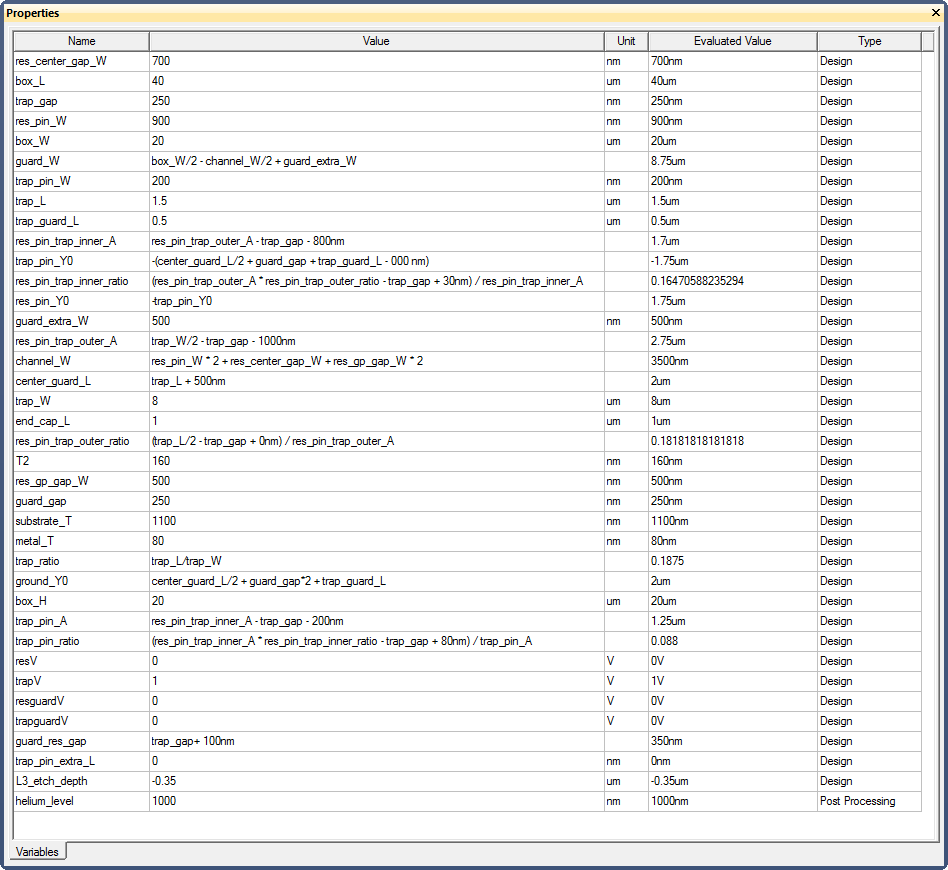 Properties
Name Value Unit Evaluated Value Type
res_center_gap_W 700 nm 700nm Design
box_L 40 um 40um Design
trap_gap 250 nm 250nm Design
res_pin_W 900 nm 900nm Design
box_W 20 um 20um Design
guard_W box_W/2 - channel_W/2 + guard_extra_W 8.75um Design
trap_pin_W 200 nm 200nm Design
trap_L 1.5 um 1.5um Design
trap_guard_L 0.5 um 0.5um Design
res_pin_trap_inner_A res_pin_trap_outer_A - trap_gap - 800nm 1.7um Design
trap_pin_Y0 -(center_guard_L/2 + guard_gap + trap_guard_L - 000 nm) -1.75um Design
res_pin_trap_inner_ratio (res_pin_trap_outer_A * res_pin_trap_outer_ratio - trap_gap + 30nm) / res_pin_trap_inner_A 0.16470588235294 Design
res_pin_Y0 -trap_pin_Y0 1.75um Design
guard_extra_W 500 nm 500nm Design
res_pin_trap_outer_A trap_W/2 - trap_gap - 1000nm 2.75um Design
channel_W res_pin_W * 2 + res_center_gap_W + res_gp_gap_W * 2 3500nm Design
center_guard_L trap_L + 500nm 2um Design
trap_W 8 um 8um Design
end_cap_L 1 um 1um Design
res_pin_trap_outer_ratio (trap_L/2 - trap_gap + 0nm) / res_pin_trap_outer_A 0.18181818181818 Design
T2 160 nm 160nm Design
res_gp_gap_W 500 nm 500nm Design
guard_gap 250 nm 250nm Design
substrate_T 1100 nm 1100nm Design
metal_T 80 nm 80nm Design
trap_ratio trap_L/trap_W 0.1875 Design
ground_Y0 center_guard_L/2 + guard_gap*2 + trap_guard_L 2um Design
box_H 20 um 20um Design
trap_pin_A res_pin_trap_inner_A - trap_gap - 200nm 1.25um Design
trap_pin_ratio (res_pin_trap_inner_A * res_pin_trap_inner_ratio - trap_gap + 80nm) / trap_pin_A 0.088 Design
resV 0 V 0V Design
trapV 1 V 1V Design
resguardV 0 V 0V Design
trapguardV 0 V 0V Design
guard_res_gap trap_gap+ 100nm 350nm Design
trap_pin_extra_L 0 nm 0nm Design
L3_etch_depth -0.35 um -0.35um Design
helium_level 1000 nm 1000nm Post Processing
Variables